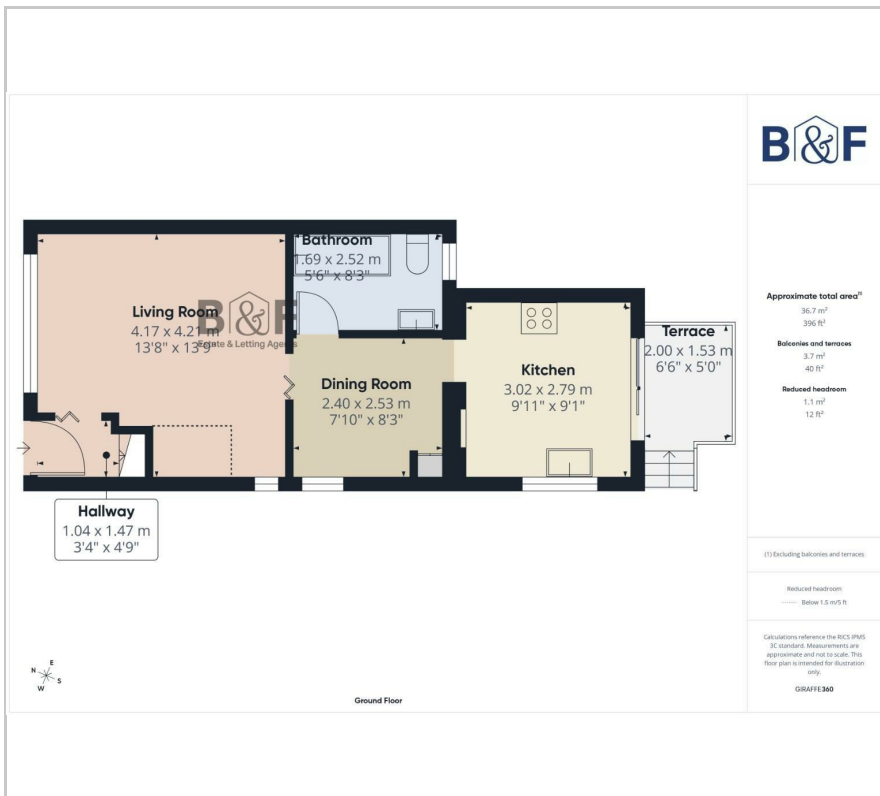 Bathroom
1.69 x 2.52 m
5'6" x 8'3"
Living Room
4.17 x 4.21 m
13'8" x 13'9"
B&F
Estate & Letting Agents
Dining Room
2.40 x 2.53 m
7'10" x 8'3"
Kitchen
3.02 x 2.79 m
9'11" x 9'1"
Terrace
2.00 x 1.53 m
6'6" x 5'0"
Hallway
1.04 x 1.47 m
3'4" x 4'9"
N
E
S
W
Ground Floor
B&F
Approximate total area(1)
36.7 m²
396 ft²
Balconies and terraces
3.7 m²
40 ft²
Reduced headroom
1.1 m²
12 ft²
(1) Excluding balconies and terraces
Reduced headroom
Below 1.5 m/5 ft
Calculations reference the RICS IPMS
3C standard. Measurements are
approximate and not to scale. This
floor plan is intended for illustration
only.
GIRAFFE360